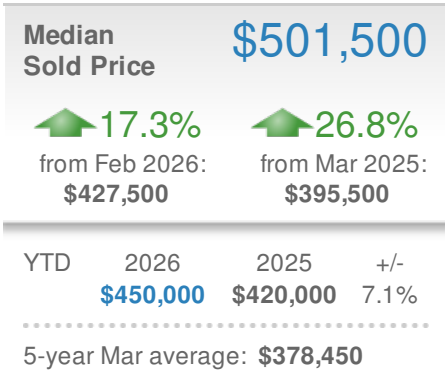 Median $501,500
Sold Price
17.3% 26.8%
from Feb 2026: from Mar 2025:
$427,500 $395,500
YTD 2026 2025 +/-
$450,000 $420,000 7.1%
5-year Mar average: $378,450